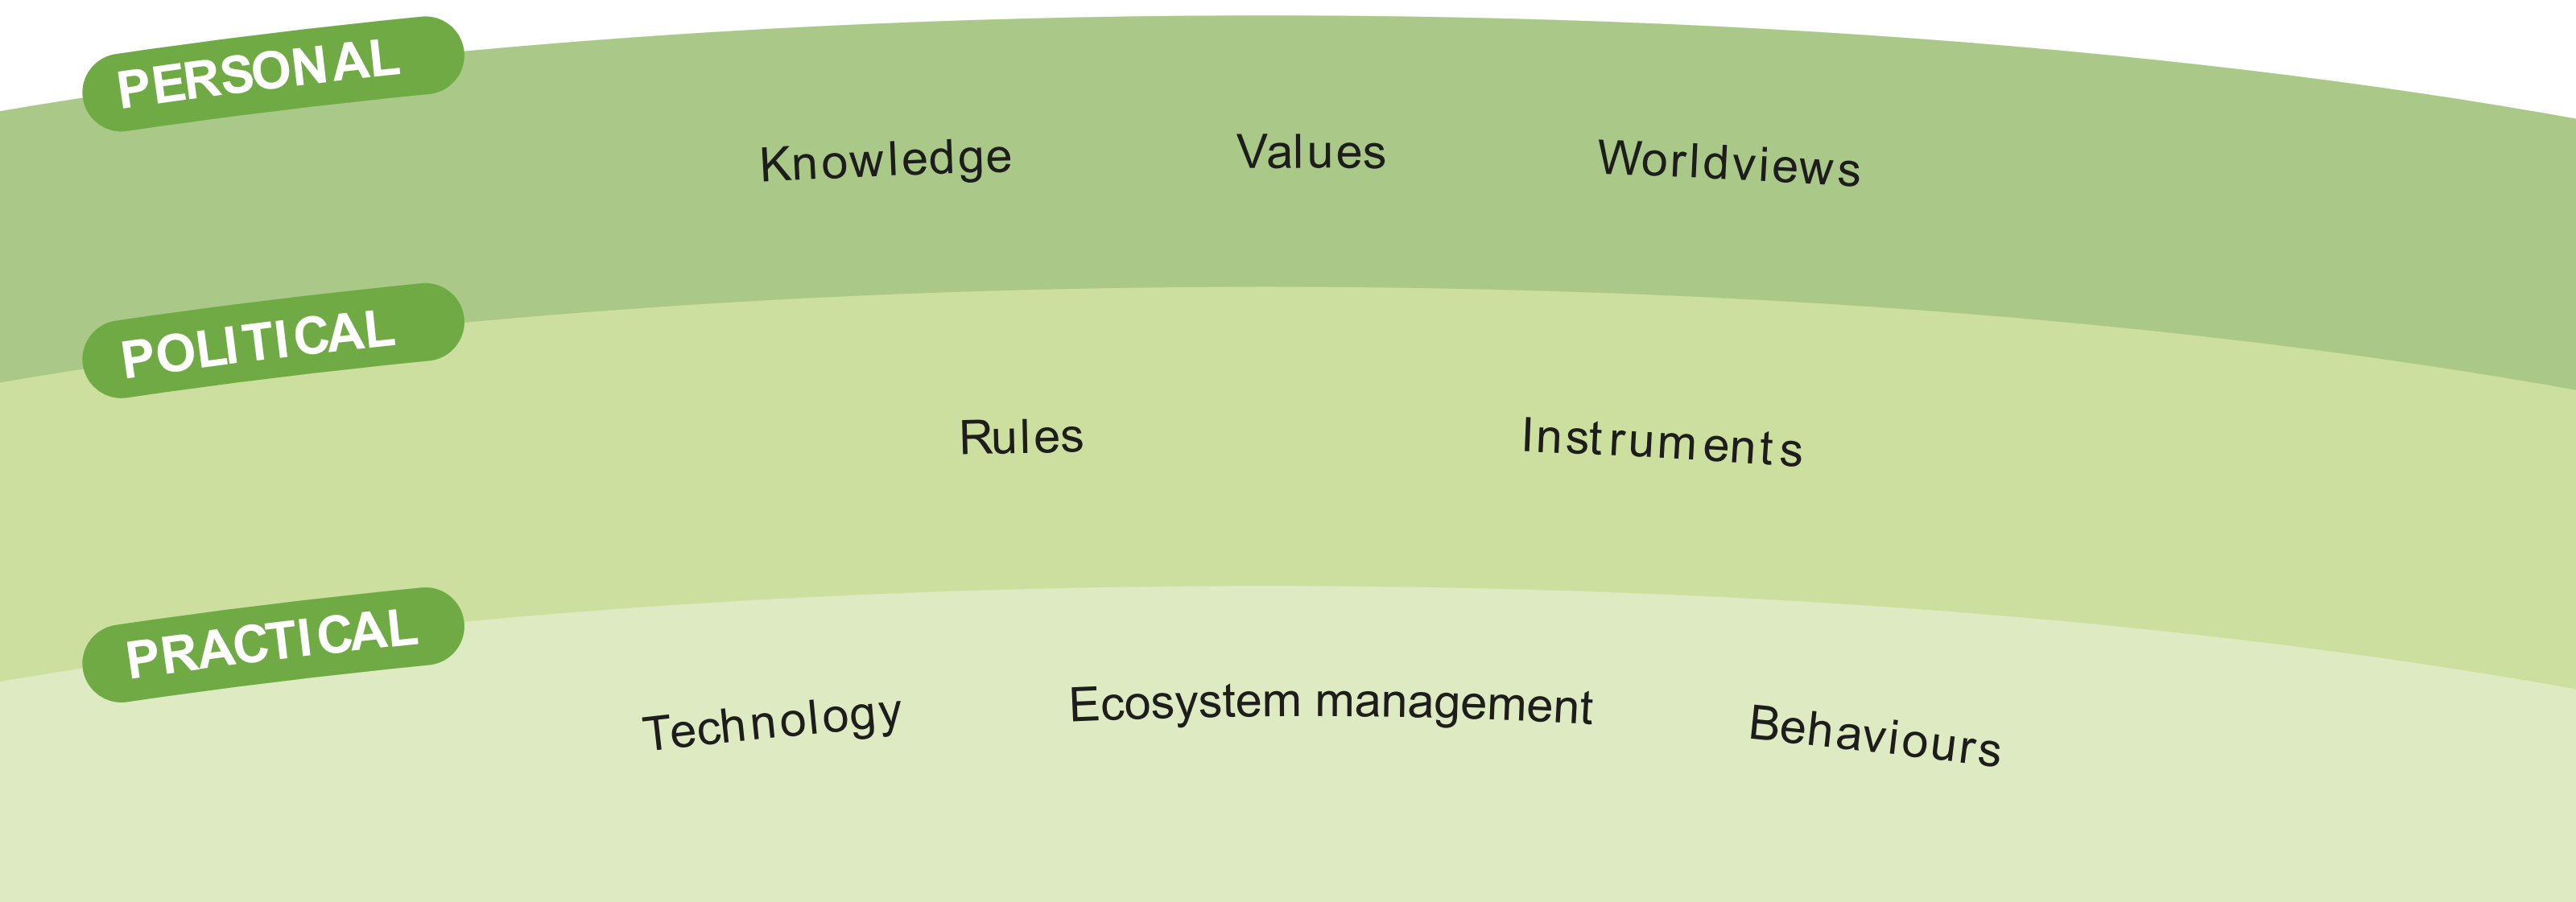 PERSONAL
Knowledge Values Worldviews
POLITICAL
Rules Instruments
PRACTICAL
Technology Ecosystem management Behaviours